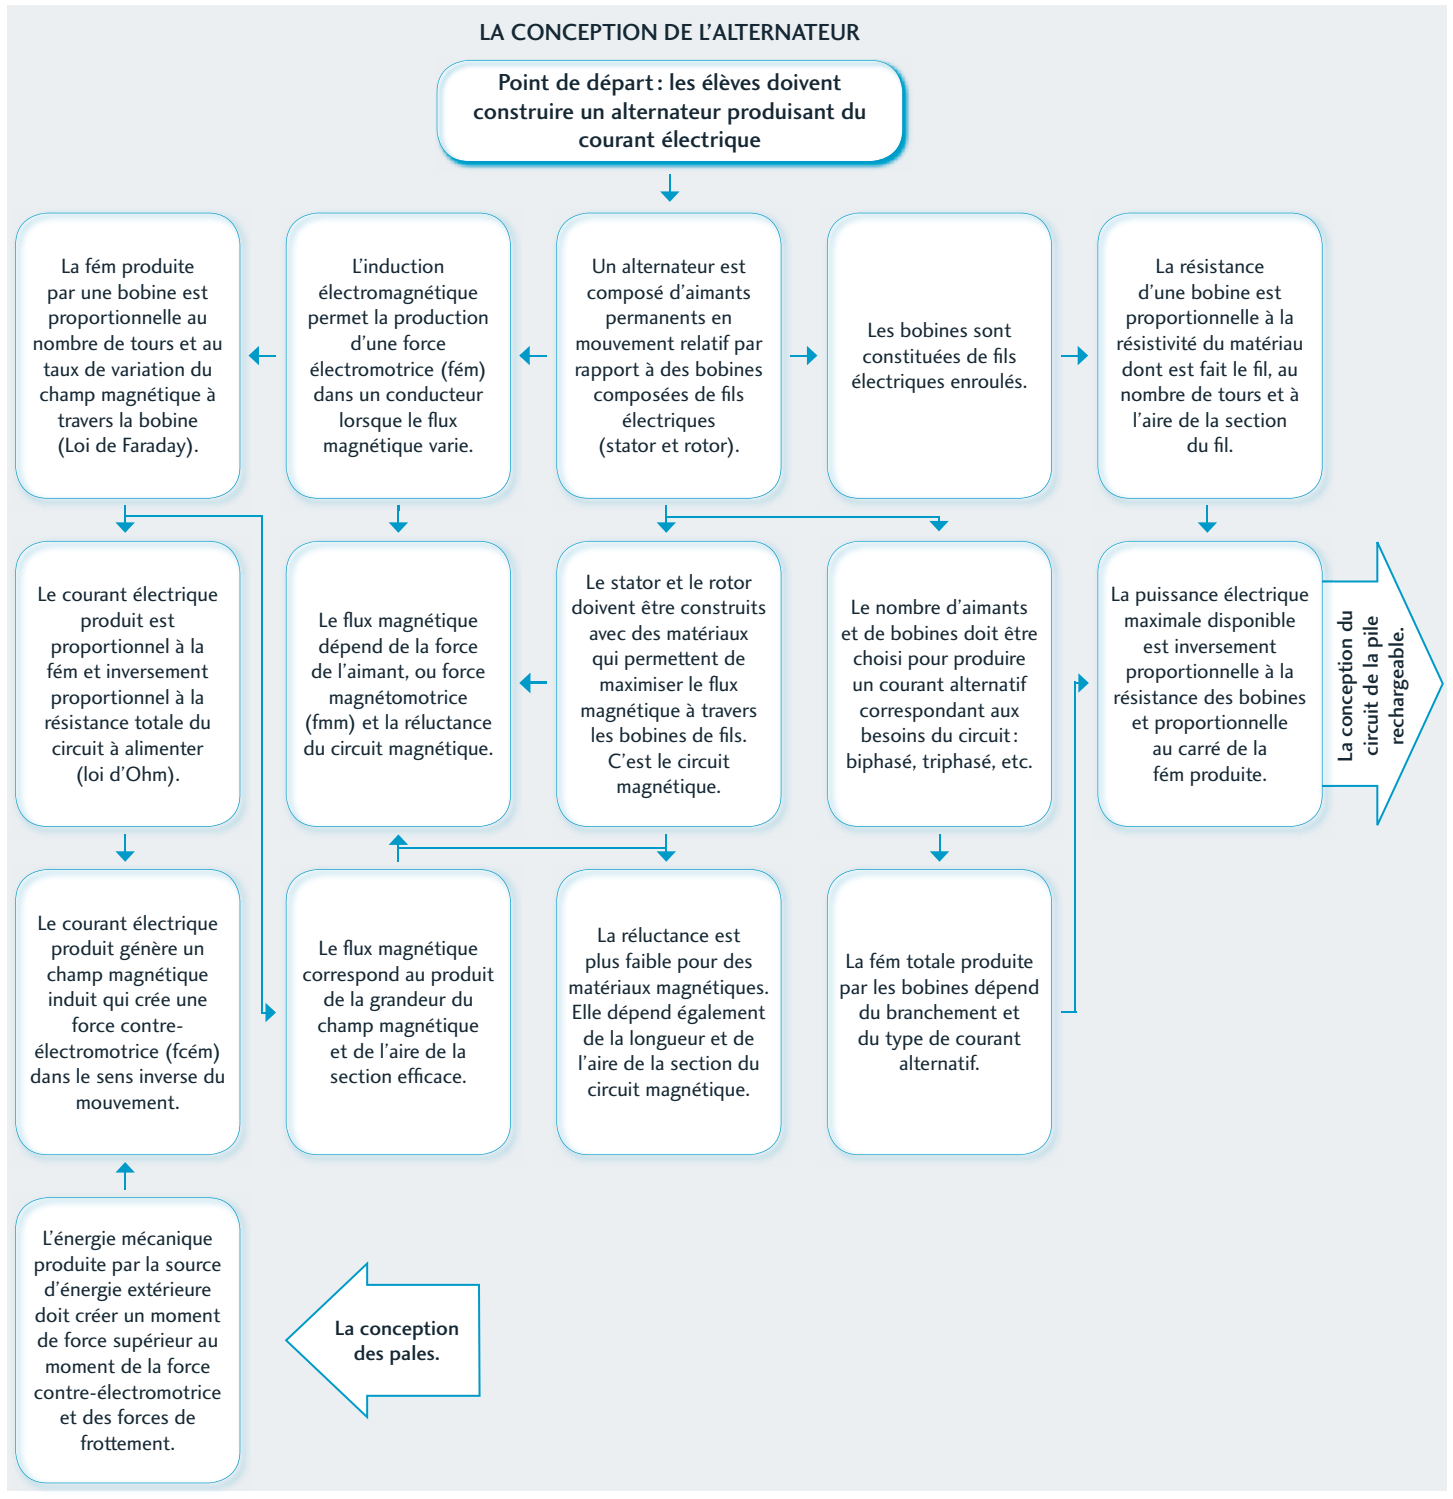 LA CONCEPTION DE L’ALTERNATEUR
Point de départ : les élèves doivent
construire un alternateur produisant du
courant électrique
La fém produite
par une bobine est
proportionnelle au
nombre de tours et au
taux de variation du
champ magnétique à
travers la bobine
(Loi de Faraday).
L’induction
électromagnétique
permet la production
d’une force
électromotrice (fém)
dans un conducteur
lorsque le flux
magnétique varie.
Un alternateur est
composé d’aimants
permanents en
mouvement relatif par
rapport à des bobines
composées de fils
électriques
(stator et rotor).
Les bobines sont
constituées de fils
électriques enroulés.
La résistance
d’une bobine est
proportionnelle à la
résistivité du matériau
dont est fait le fil, au
nombre de tours et à
l’aire de la section
du fil.
Le courant électrique
produit est
proportionnel à la
fém et inversement
proportionnel à la
résistance totale du
circuit à alimenter
(loi d’Ohm).
Le flux magnétique
dépend de la force
de l’aimant, ou force
magnétomotrice
(fmm) et la réluctance
du circuit magnétique.
Le stator et le rotor
doivent être construits
avec des matériaux
qui permettent de
maximiser le flux
magnétique à travers
les bobines de fils.
C’est le circuit
magnétique.
Le nombre d’aimants
et de bobines doit être
choisi pour produire
un courant alternatif
correspondant aux
besoins du circuit :
biphasé, triphasé, etc.
La puissance électrique
maximale disponible
est inversement
proportionnelle à la
résistance des bobines
et proportionnelle
au carré de la
fém produite.
La conception du
circuit de la pile
rechargeable.
Le courant électrique
produit génère un
champ magnétique
induit qui crée une
force contre-
électromotrice (fcém)
dans le sens inverse du
mouvement.
Le flux magnétique
correspond au produit
de la grandeur du
champ magnétique
et de l’aire de la
section efficace.
La réluctance est
plus faible pour des
matériaux magnétiques.
Elle dépend également
de la longueur et de
l’aire de la section du
circuit magnétique.
La fém totale produite
par les bobines dépend
du branchement et
du type de courant
alternatif.
L’énergie mécanique
produite par la source
d’énergie extérieure
doit créer un moment
de force supérieur au
moment de la force
contre-électromotrice
et des forces de
frottement.
La conception
des pales.